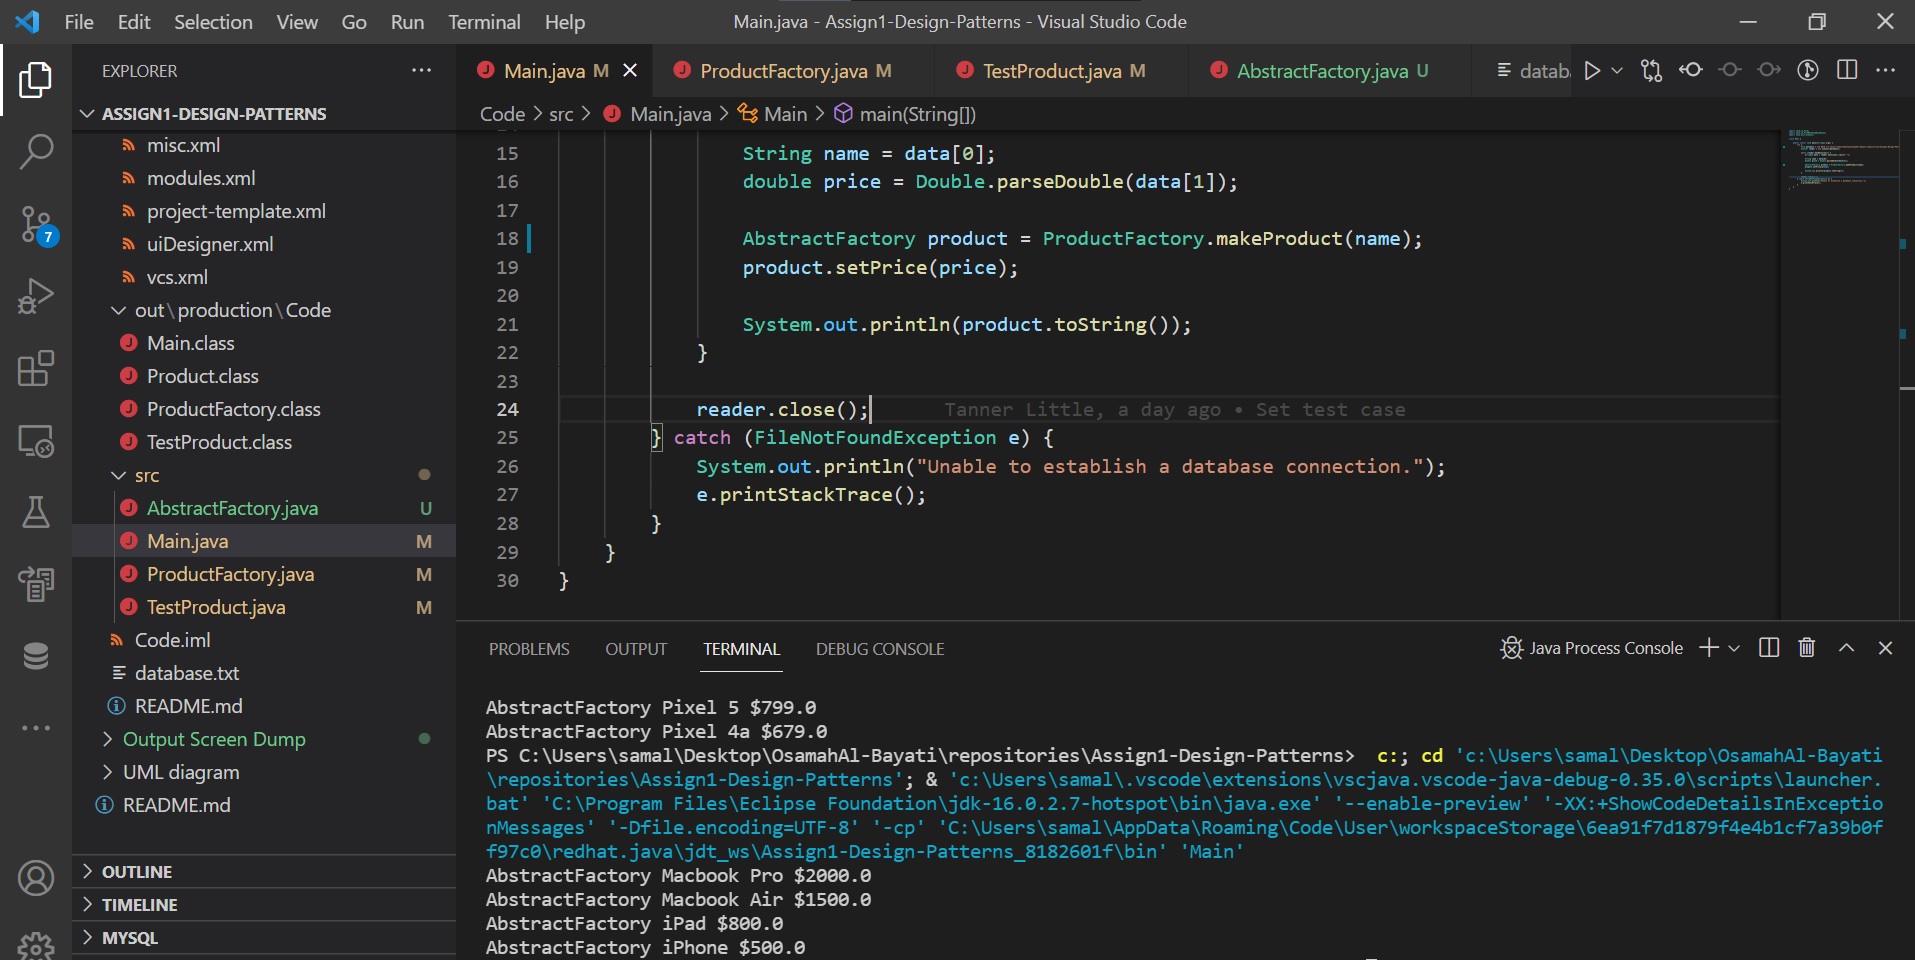 File Edit Selection View Go Run Terminal Help
Main.java - Assign1-Design-Patterns - Visual Studio Code
EXPLORER
ASSIGN1-DESIGN-PATTERNS
misc.xml
modules.xml
project-template.xml
uiDesigner.xml
vcs.xml
out\production\Code
Main.class
Product.class
ProductFactory.class
TestProduct.class
src
AbstractFactory.java U
Main.java M
ProductFactory.java M
TestProduct.java M
Code.iml
database.txt
README.md
Output Screen Dump
UML diagram
README.md
OUTLINE
TIMELINE
MYSQL
7
Main.java M
ProductFactory.java M
TestProduct.java M
AbstractFactory.java U
datab
Code > src > Main.java > Main > main(String[])
15 String name = data[0];
16 double price = Double.parseDouble(data[1]);
17
18 AbstractFactory product = ProductFactory.makeProduct(name);
19 product.setPrice(price);
20
21 System.out.println(product.toString());
22 }
23
24 reader.close(); Tanner Little, a day ago • Set test case
25 } catch (FileNotFoundException e) {
26 System.out.println("Unable to establish a database connection.");
27 e.printStackTrace();
28 }
29 }
30 }
PROBLEMS OUTPUT TERMINAL DEBUG CONSOLE
Java Process Console
AbstractFactory Pixel 5 $799.0
AbstractFactory Pixel 4a $679.0
PS C:\Users\samal\Desktop\OsamahAl-Bayati\repositories\Assign1-Design-Patterns> c:; cd 'c:\Users\samal\Desktop\OsamahAl-Bayati
\repositories\Assign1-Design-Patterns'; & 'c:\Users\samal\.vscode\extensions\vscjava.vscode-java-debug-0.35.0\scripts\launcher.
bat' 'C:\Program Files\Eclipse Foundation\jdk-16.0.2.7-hotspot\bin\java.exe' '--enable-preview' '-XX:+ShowCodeDetailsInExceptio
nMessages' '-Dfile.encoding=UTF-8' '-cp' 'C:\Users\samal\AppData\Roaming\Code\User\workspaceStorage\6ea91f7d1879f4e4b1cf7a39b0f
f97c0\redhat.java\jdt_ws\Assign1-Design-Patterns_8182601f\bin' 'Main'
AbstractFactory Macbook Pro $2000.0
AbstractFactory Macbook Air $1500.0
AbstractFactory iPad $800.0
AbstractFactory iPhone $500.0